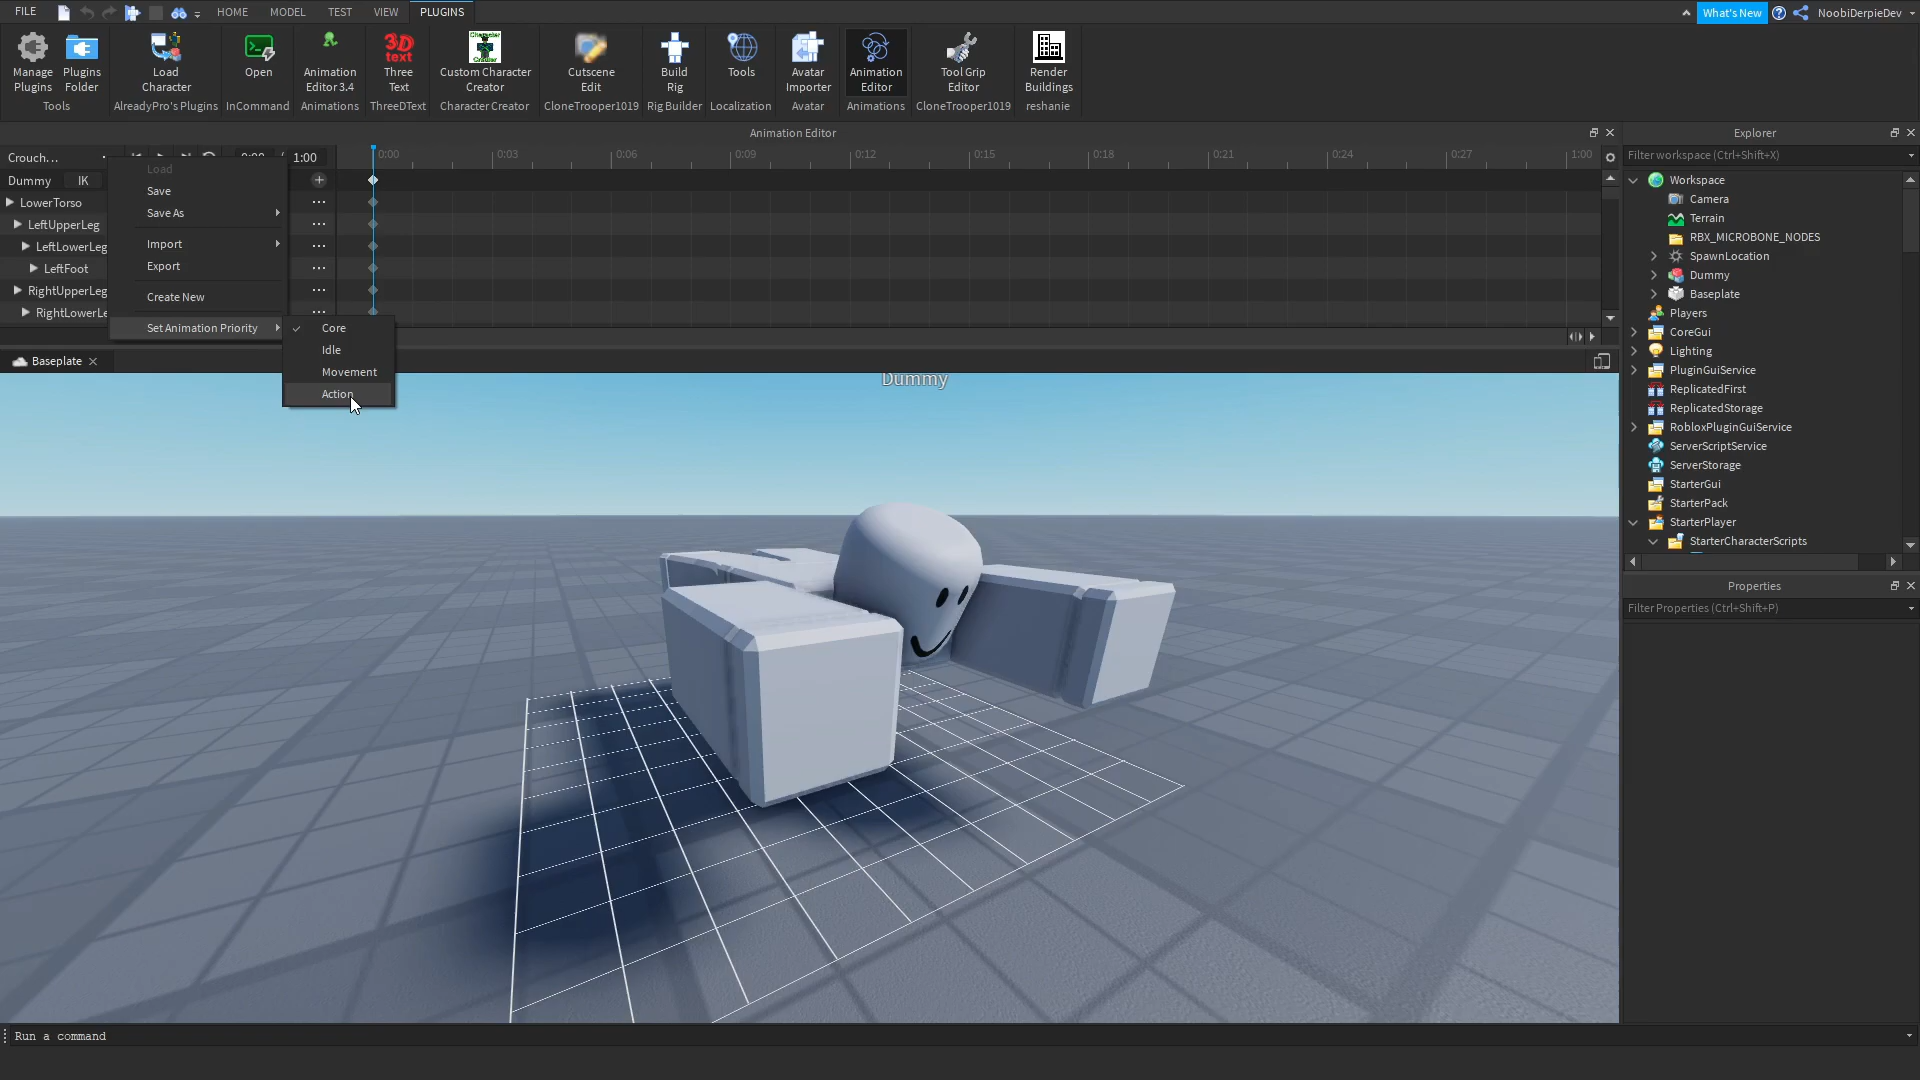 FILE
HOME
MODEL
TEST
VIEW
PLUGINS
What's New
NoobiDerpieDev
Manage
Plugins
Plugins
Folder
Tools
Load
Character
AlreadyPro's Plugins
Open
InCommand
Animation
Editor 3.4
Animations
3D
text
Three
Text
ThreeDText
Character
Creator
Custom Character
Creator
Character Creator
Cutscene
Edit
CloneTrooper1019
Build
Rig
Rig Builder
Tools
Localization
Avatar
Importer
Avatar
Animation
Editor
Animations
Tool Grip
Editor
CloneTrooper1019
Render
Buildings
reshanie
Animation Editor
Crouch...
1:00
0:00
0:03
0:06
0:09
0:12
0:15
0:18
0:21
0:24
0:27
1:00
Dummy
IK
LowerTorso
LeftUpperLeg
LeftLowerLeg
LeftFoot
RightUpperLeg
RightLowerLe
Load
Save
Save As
Import
Export
Create New
Set Animation Priority
Core
Idle
Movement
Action
Baseplate
Dummy
Explorer
Filter workspace (Ctrl+Shift+X)
Workspace
Camera
Terrain
RBX_MICROBONE_NODES
SpawnLocation
Dummy
Baseplate
Players
CoreGui
Lighting
PluginGuiService
ReplicatedFirst
ReplicatedStorage
RobloxPluginGuiService
ServerScriptService
ServerStorage
StarterGui
StarterPack
StarterPlayer
StarterCharacterScripts
Properties
Filter Properties (Ctrl+Shift+P)
Run a command